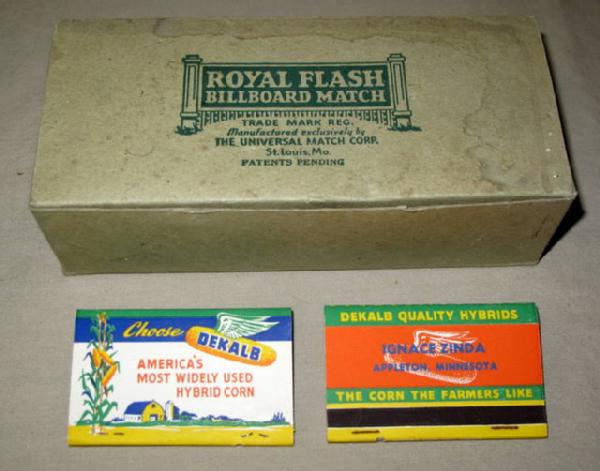 ROYAL FLASH
BILLBOARD MATCH
TRADE MARK REG.
Manufactured exclusively by
THE UNIVERSAL MATCH CORP.
St. Louis, Mo.
PATENTS PENDING
Choose
DEKALB
AMERICA'S
MOST WIDELY USED
HYBRID CORN
DEKALB QUALITY HYBRIDS
IGNACE ZINDA
APPLETON, MINNESOTA
THE CORN THE FARMERS LIKE